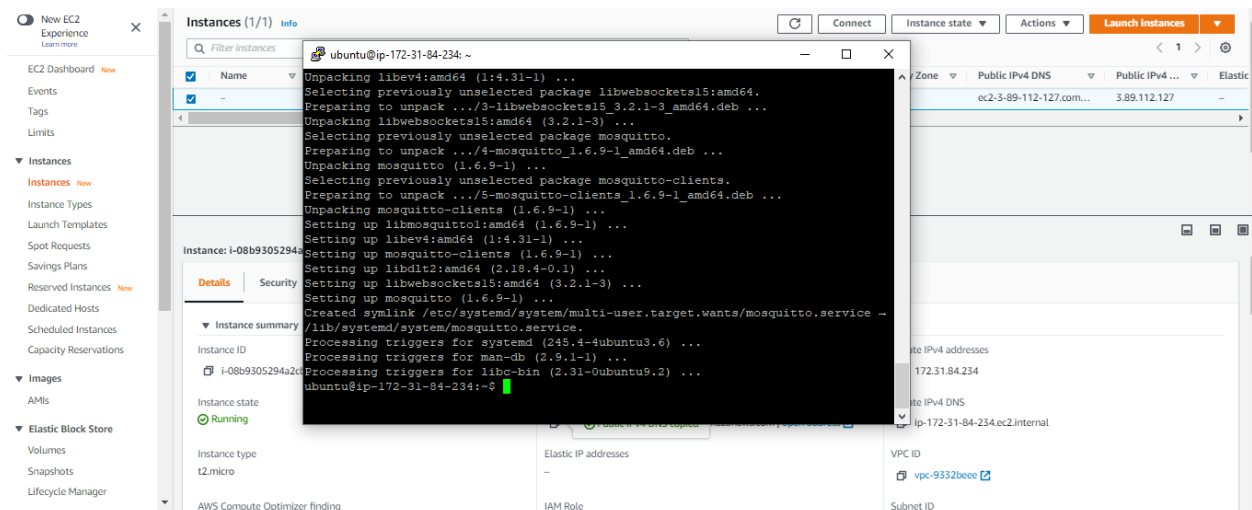 New EC2
Experience
Learn more
EC2 Dashboard New
Events
Tags
Limits
Instances
Instances New
Instance Types
Launch Templates
Spot Requests
Savings Plans
Reserved Instances New
Dedicated Hosts
Scheduled Instances
Capacity Reservations
Images
AMIs
Elastic Block Store
Volumes
Snapshots
Lifecycle Manager
Instances (1/1) Info
Connect
Instance state
Actions
Launch instances
Filter instances
1
Name
Zone
Public IPv4 DNS
Public IPv4 ...
Elastic
–
ec2-3-89-112-127.com...
3.89.112.127
–
ubuntu@ip-172-31-84-234: ~
Unpacking libev4:amd64 (1:4.31-1) ...
Selecting previously unselected package libwebsockets15:amd64.
Preparing to unpack .../3-libwebsockets15_3.2.1-3_amd64.deb ...
Unpacking libwebsockets15:amd64 (3.2.1-3) ...
Selecting previously unselected package mosquitto.
Preparing to unpack .../4-mosquitto_1.6.9-1_amd64.deb ...
Unpacking mosquitto (1.6.9-1) ...
Selecting previously unselected package mosquitto-clients.
Preparing to unpack .../5-mosquitto-clients_1.6.9-1_amd64.deb ...
Unpacking mosquitto-clients (1.6.9-1) ...
Setting up libmosquitto1:amd64 (1.6.9-1) ...
Setting up libev4:amd64 (1:4.31-1) ...
Setting up mosquitto-clients (1.6.9-1) ...
Setting up libdlt2:amd64 (2.18.4-0.1) ...
Setting up libwebsockets15:amd64 (3.2.1-3) ...
Setting up mosquitto (1.6.9-1) ...
Created symlink /etc/systemd/system/multi-user.target.wants/mosquitto.service →
/lib/systemd/system/mosquitto.service.
Processing triggers for systemd (245.4-4ubuntu3.6) ...
Processing triggers for man-db (2.9.1-1) ...
Processing triggers for libc-bin (2.31-0ubuntu9.2) ...
ubuntu@ip-172-31-84-234:~$
Instance: i-08b9305294a
Details
Security
Instance summary
Instance ID
i-08b9305294a2c
IPv4 addresses
172.31.84.234
Instance state
Running
Public IPv4 DNS copied
IPv4 DNS
ip-172-31-84-234.ec2.internal
Instance type
t2.micro
Elastic IP addresses
–
VPC ID
vpc-9332beee
AWS Compute Optimizer finding
IAM Role
Subnet ID